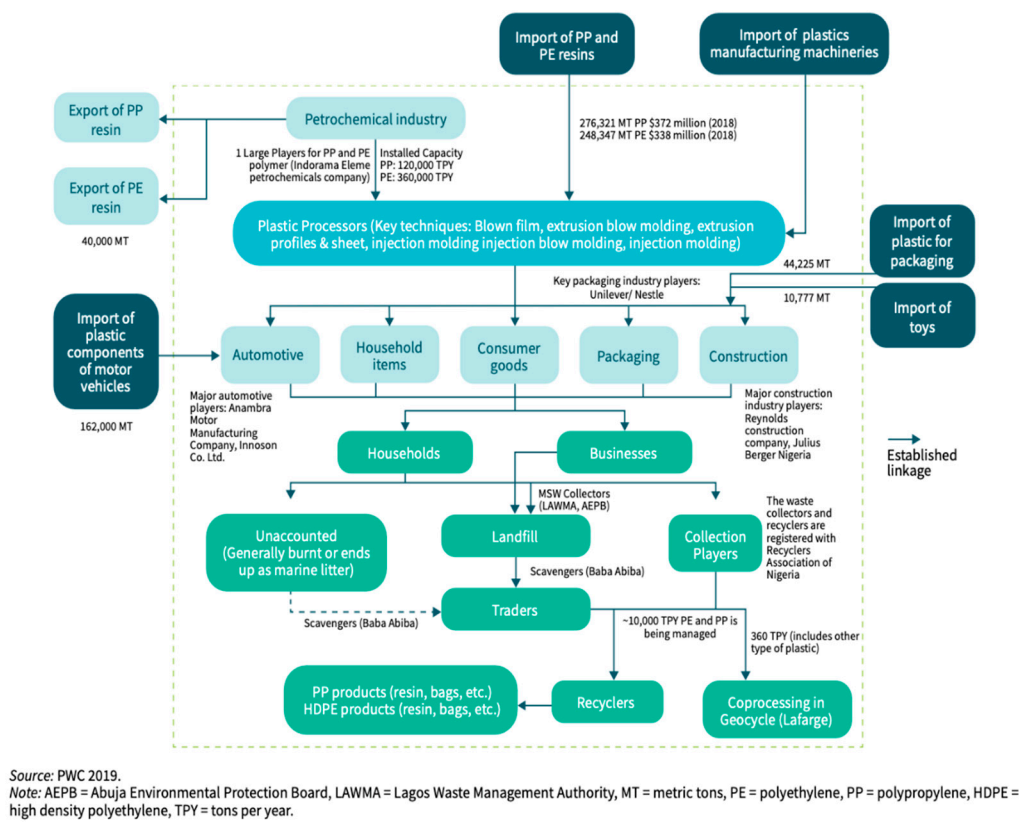 Import of PP and
PE resins
Import of plastics
manufacturing machineries
Export of PP
resin
Petrochemical industry
276,321 MT PP $372 million (2018)
248,347 MT PE $338 million (2018)
1 Large Players for PP and PE
polymer (Indorama Eleme
petrochemicals company)
Installed Capacity
PP: 120,000 TPY
PE: 360,000 TPY
Export of PE
resin
40,000 MT
Plastic Processors (Key techniques: Blown film, extrusion blow molding, extrusion
profiles & sheet, injection molding injection blow molding, injection molding)
Import of
plastic for
packaging
44,225 MT
Key packaging industry players:
Unilever/ Nestle
10,777 MT
Import of
toys
Import of
plastic
components
of motor
vehicles
162,000 MT
Automotive
Household
items
Consumer
goods
Packaging
Construction
Major automotive
players: Anambra
Motor
Manufacturing
Company, Innoson
Co. Ltd.
Major construction
industry players:
Reynolds
construction
company, Julius
Berger Nigeria
Established
linkage
Households
Businesses
MSW Collectors
(LAWMA, AEPB)
Unaccounted
(Generally burnt or ends
up as marine litter)
Landfill
Collection
Players
The waste
collectors and
recyclers are
registered with
Recyclers
Association of
Nigeria
Scavengers (Baba Abiba)
Traders
Scavengers (Baba Abiba)
~10,000 TPY PE and PP is
being managed
360 TPY (includes other
type of plastic)
PP products (resin, bags, etc.)
HDPE products (resin, bags, etc.)
Recyclers
Coprocessing in
Geocycle (Lafarge)
Source: PWC 2019.
Note: AEPB = Abuja Environmental Protection Board, LAWMA = Lagos Waste Management Authority, MT = metric tons, PE = polyethylene, PP = polypropylene, HDPE =
high density polyethylene, TPY = tons per year.